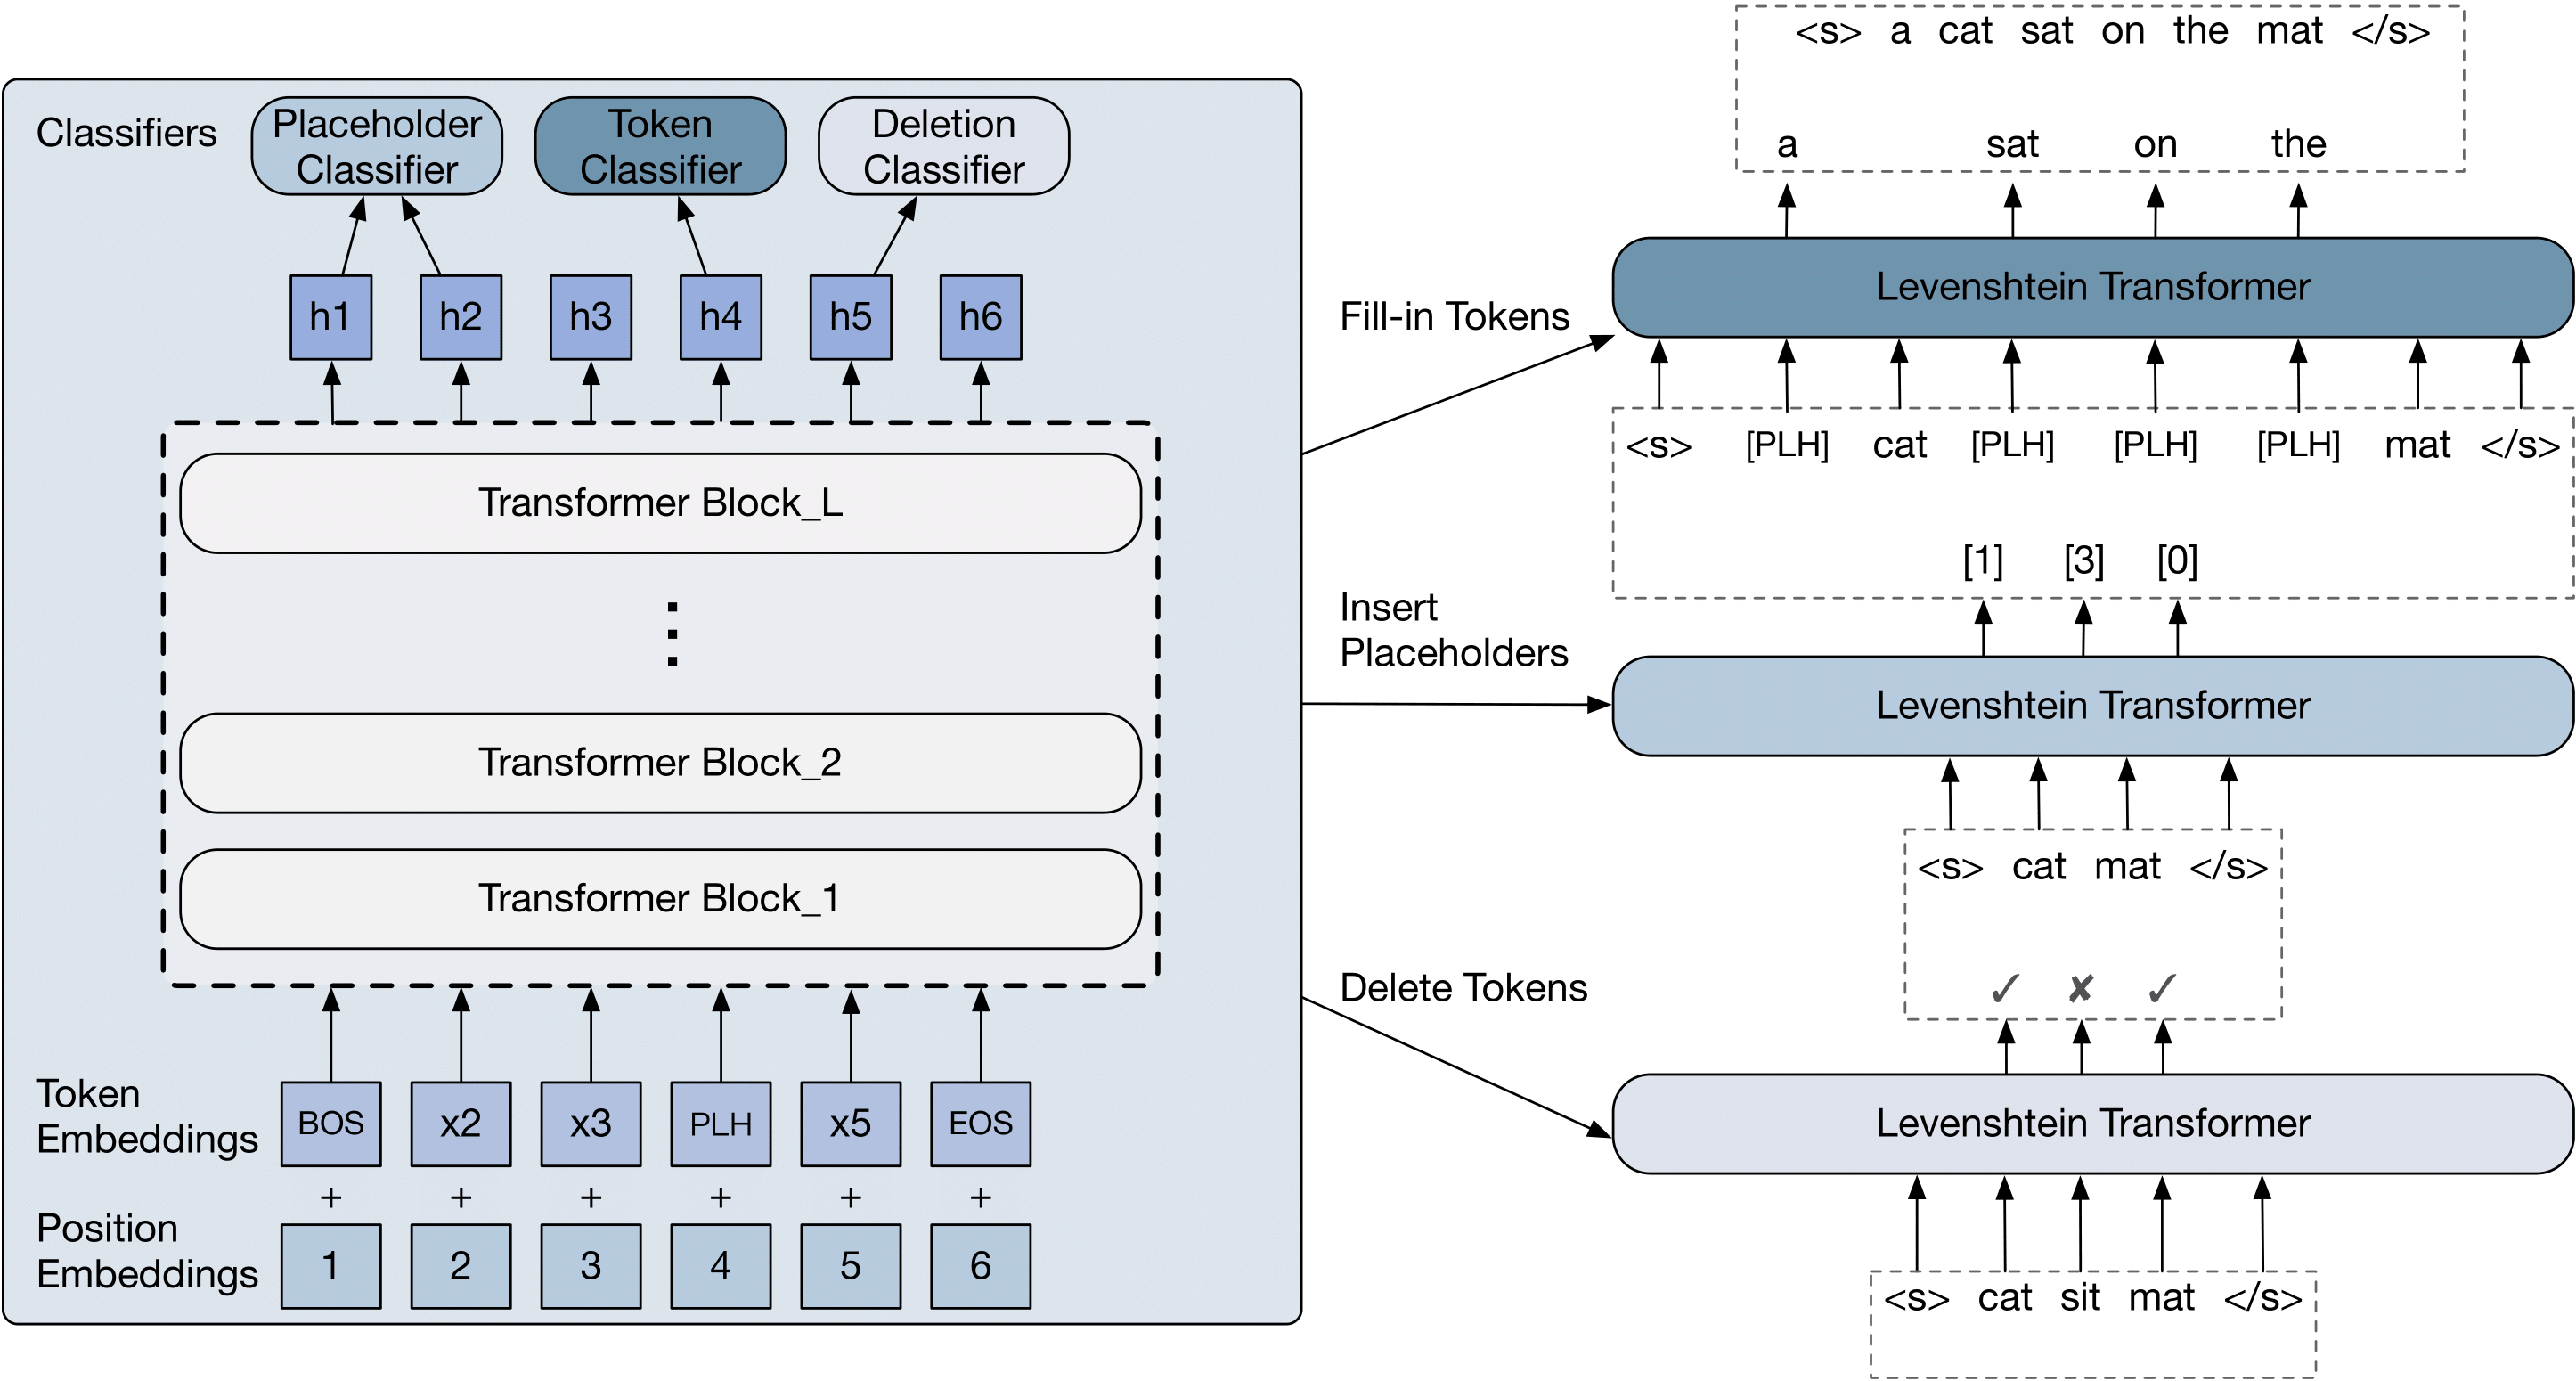 Classifiers
Placeholder
Classifier
Token
Classifier
Deletion
Classifier
h1 h2 h3 h4 h5 h6
Transformer Block_L
Transformer Block_2
Transformer Block_1
Token
Embeddings
BOS x2 x3 PLH x5 EOS
+ + + + + +
Position
Embeddings
1 2 3 4 5 6
Fill-in Tokens
Insert
Placeholders
Delete Tokens
<s> a cat sat on the mat </s>
a sat on the
Levenshtein Transformer
<s> [PLH] cat [PLH] [PLH] [PLH] mat </s>
[1] [3] [0]
Levenshtein Transformer
<s> cat mat </s>
✓ ✘ ✓
Levenshtein Transformer
<s> cat sit mat </s>